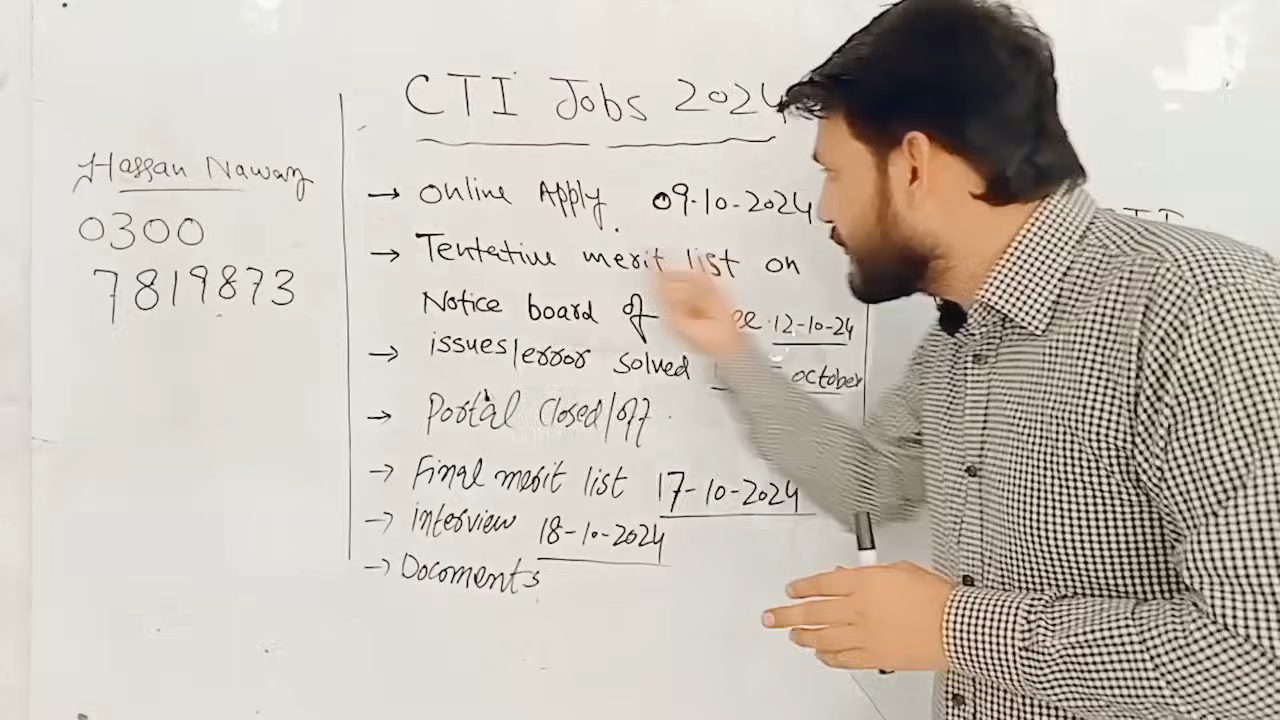 CTI Jobs 2024
Hassan Nawaz
0300
7819873
→ Online Apply 09-10-2024
→ Tentative merit list on
Notice board of 12-10-24
→ issues/error solved october
→ Portal Closed/off.
→ Final merit list 17-10-2024
→ interview 18-10-2024
→ Docoments